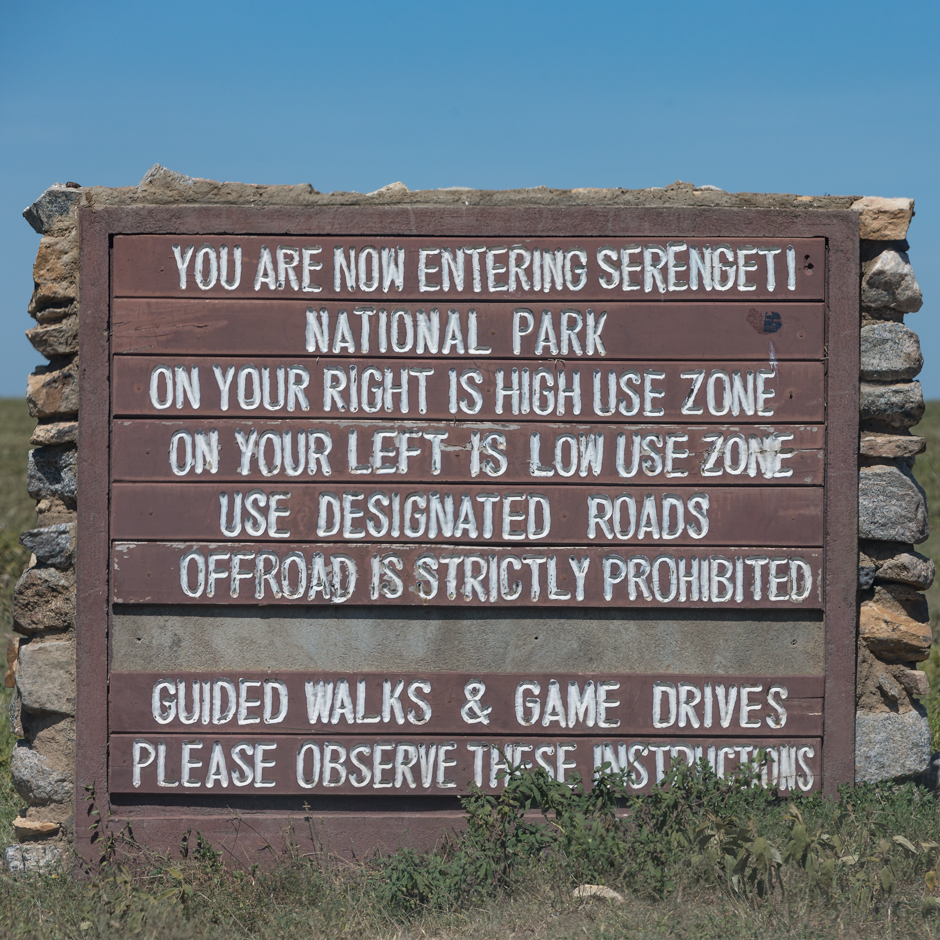 YOU ARE NOW ENTERING SERENGETI
NATIONAL PARK
ON YOUR RIGHT IS HIGH USE ZONE
ON YOUR LEFT IS LOW USE ZONE
USE DESIGNATED ROADS
OFFROAD IS STRICTLY PROHIBITED
GUIDED WALKS & GAME DRIVES
PLEASE OBSERVE THESE INSTRUCTIONS